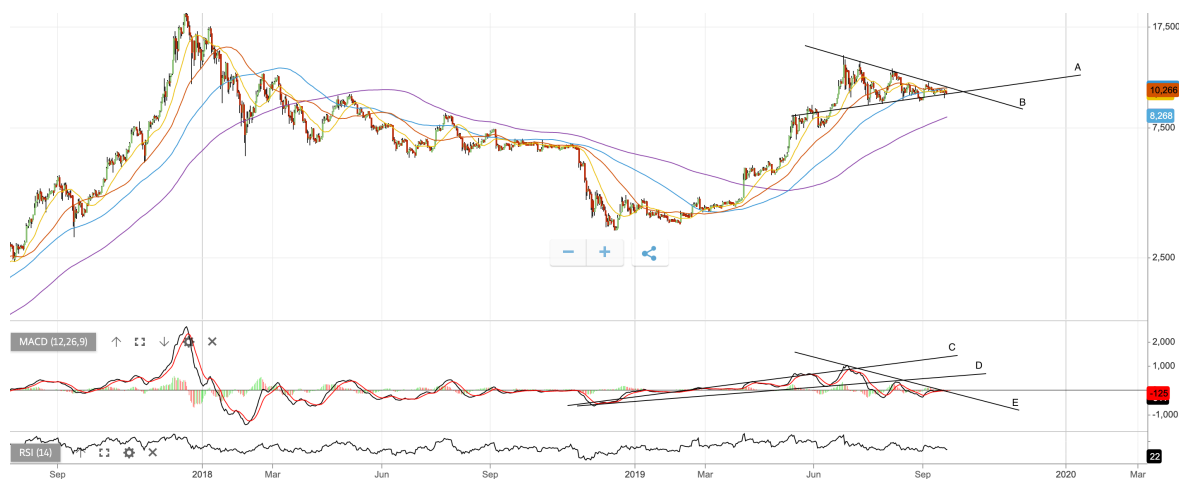 17,500
A
10,266
B
8,268
7,500
2,500
MACD (12,26,9)
2,000
C
1,000
D
-125
E
-1,000
RSI (14)
22
Sep 2018 Mar Jun Sep 2019 Mar Jun Sep 2020 Mar